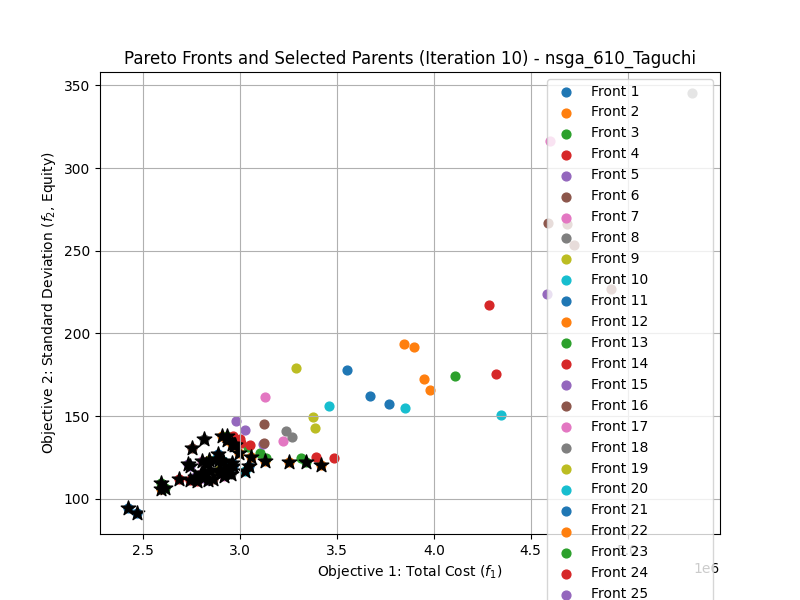 Pareto Fronts and Selected Parents (Iteration 10) - nsga_610_Taguchi
Objective 2: Standard Deviation (f₂, Equity)
350
300
250
200
150
100
2.5
3.0
3.5
4.0
4.5
1e6
Objective 1: Total Cost (f₁)
Front 1
Front 2
Front 3
Front 4
Front 5
Front 6
Front 7
Front 8
Front 9
Front 10
Front 11
Front 12
Front 13
Front 14
Front 15
Front 16
Front 17
Front 18
Front 19
Front 20
Front 21
Front 22
Front 23
Front 24
Front 25